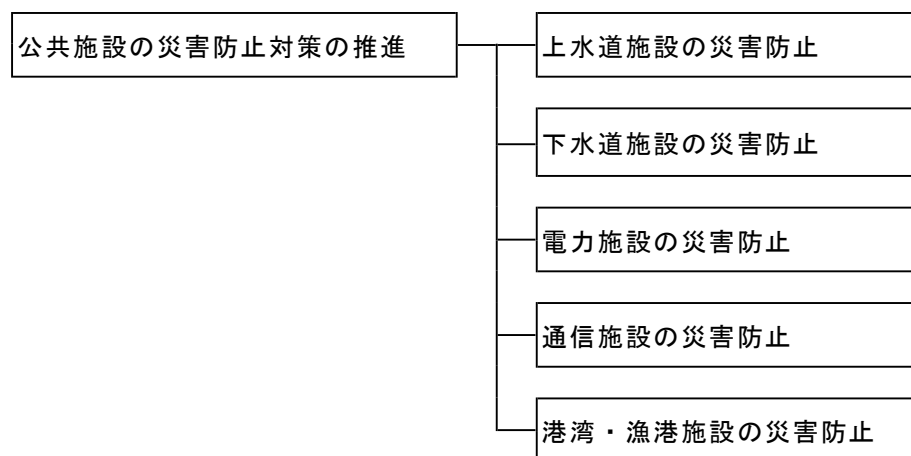 公共施設の災害防止対策の推進
上水道施設の災害防止
下水道施設の災害防止
電力施設の災害防止
通信施設の災害防止
港湾・漁港施設の災害防止